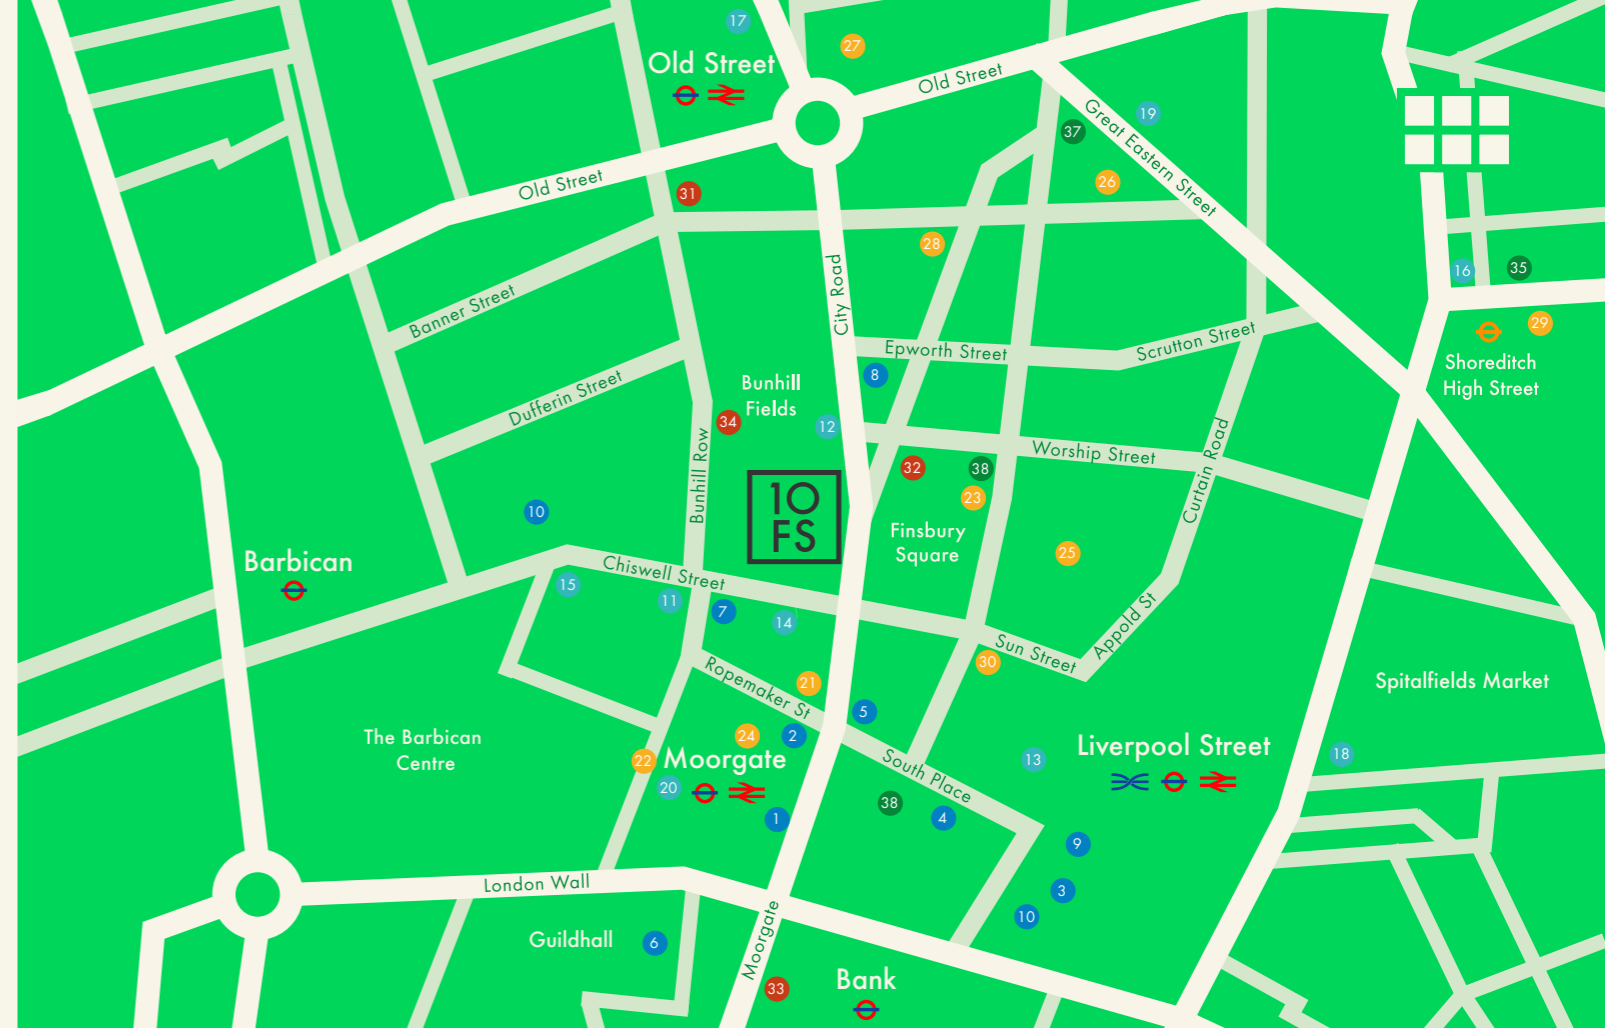 17
27
Old Street
Old Street
19
37
Great Eastern Street
26
Old Street
31
28
16
35
City Road
Banner Street
29
Epworth Street
Scrutton Street
Shoreditch
High Street
8
Bunhill
Fields
Dufferin Street
34
12
Bunhill Row
Worship Street
Curtain Road
32
38
23
10
10
FS
Finsbury
Square
25
Barbican
Chiswell Street
15
11
7
14
Appold St
Sun Street
30
Ropemaker St
21
Spitalfields Market
5
24
2
The Barbican
Centre
22
Moorgate
20
South Place
13
Liverpool Street
18
38
4
1
9
3
10
London Wall
Guildhall
6
Moorgate
33
Bank